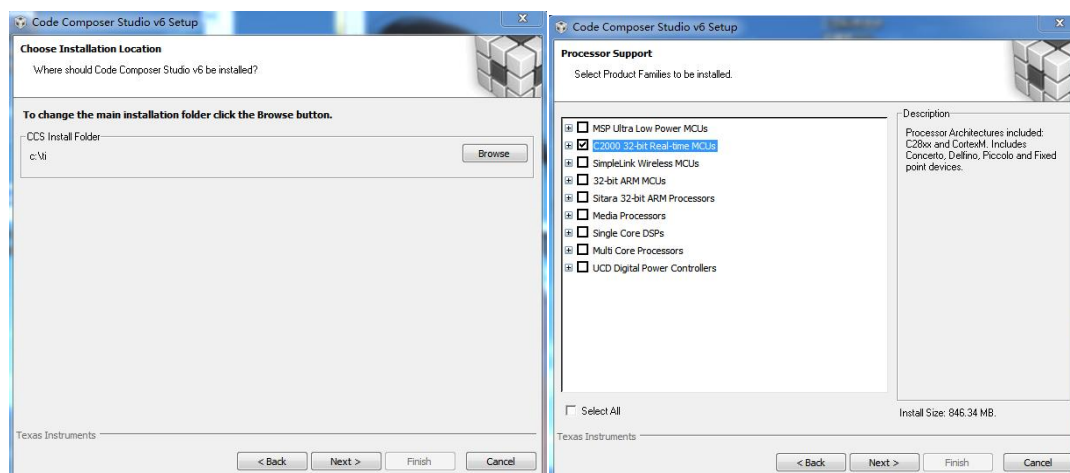 Code Composer Studio v6 Setup
Choose Installation Location
Where should Code Composer Studio v6 be installed?
To change the main installation folder click the Browse button.
CCS Install Folder
c:\ti
Browse
Texas Instruments
< Back
Next >
Finish
Cancel
Code Composer Studio v6 Setup
Processor Support
Select Product Families to be installed.
MSP Ultra Low Power MCUs
C2000 32-bit Real-time MCUs
SimpleLink Wireless MCUs
32-bit ARM MCUs
Sitara 32-bit ARM Processors
Media Processors
Single Core DSPs
Multi Core Processors
UCD Digital Power Controllers
Select All
Description
Processor Architectures included:
C28xx and CortexM. Includes
Concerto, Delfino, Piccolo and Fixed
point devices.
Install Size: 846.34 MB.
Texas Instruments
< Back
Next >
Finish
Cancel